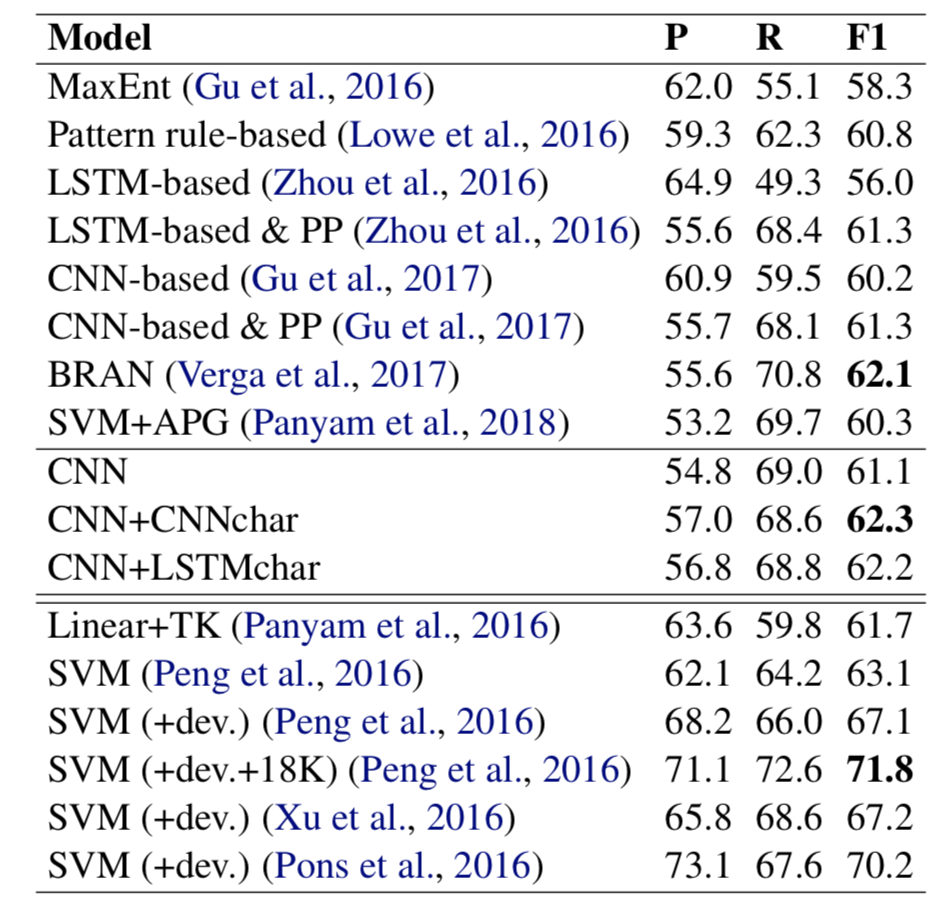 Model P R F1
MaxEnt (Gu et al., 2016) 62.0 55.1 58.3
Pattern rule-based (Lowe et al., 2016) 59.3 62.3 60.8
LSTM-based (Zhou et al., 2016) 64.9 49.3 56.0
LSTM-based & PP (Zhou et al., 2016) 55.6 68.4 61.3
CNN-based (Gu et al., 2017) 60.9 59.5 60.2
CNN-based & PP (Gu et al., 2017) 55.7 68.1 61.3
BRAN (Verga et al., 2017) 55.6 70.8 62.1
SVM+APG (Panyam et al., 2018) 53.2 69.7 60.3
CNN 54.8 69.0 61.1
CNN+CNNchar 57.0 68.6 62.3
CNN+LSTMchar 56.8 68.8 62.2
Linear+TK (Panyam et al., 2016) 63.6 59.8 61.7
SVM (Peng et al., 2016) 62.1 64.2 63.1
SVM (+dev.) (Peng et al., 2016) 68.2 66.0 67.1
SVM (+dev.+18K) (Peng et al., 2016) 71.1 72.6 71.8
SVM (+dev.) (Xu et al., 2016) 65.8 68.6 67.2
SVM (+dev.) (Pons et al., 2016) 73.1 67.6 70.2